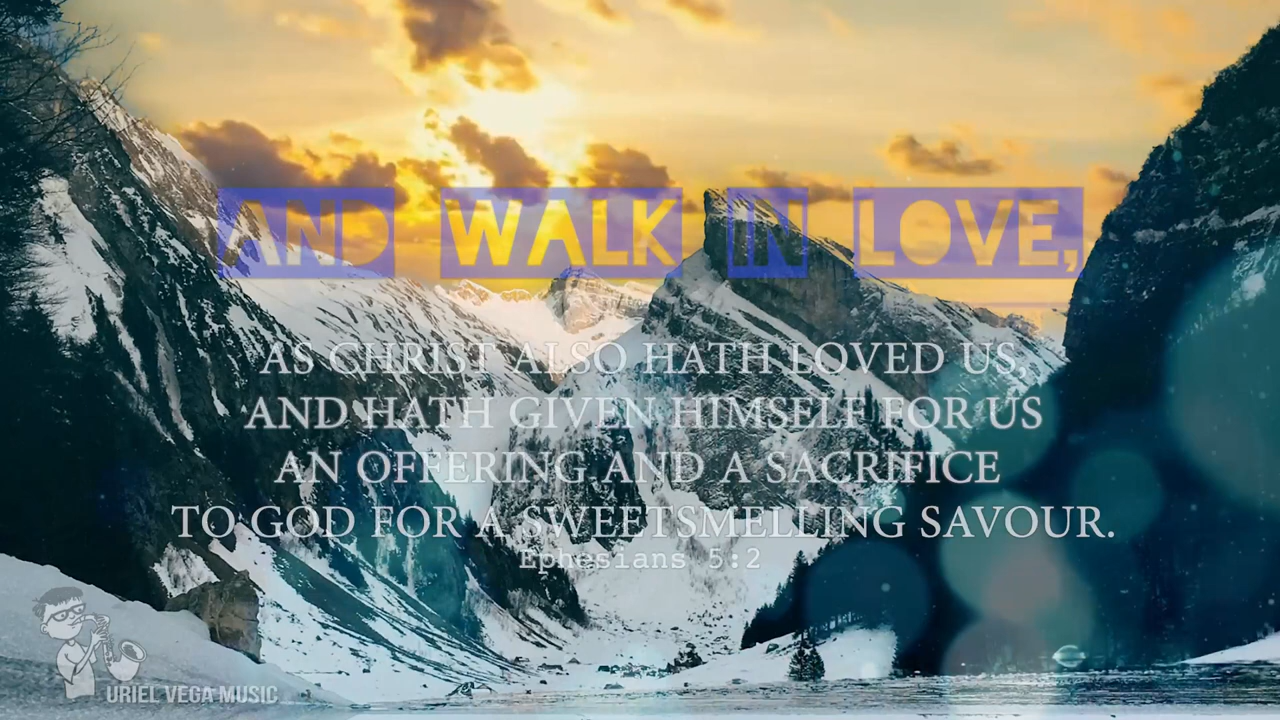 AND WALK IN LOVE,
AS CHRIST ALSO HATH LOVED US,
AND HATH GIVEN HIMSELF FOR US
AN OFFERING AND A SACRIFICE
TO GOD FOR A SWEETSMELLING SAVOUR.
Ephesians 5:2
URIEL VEGA MUSIC